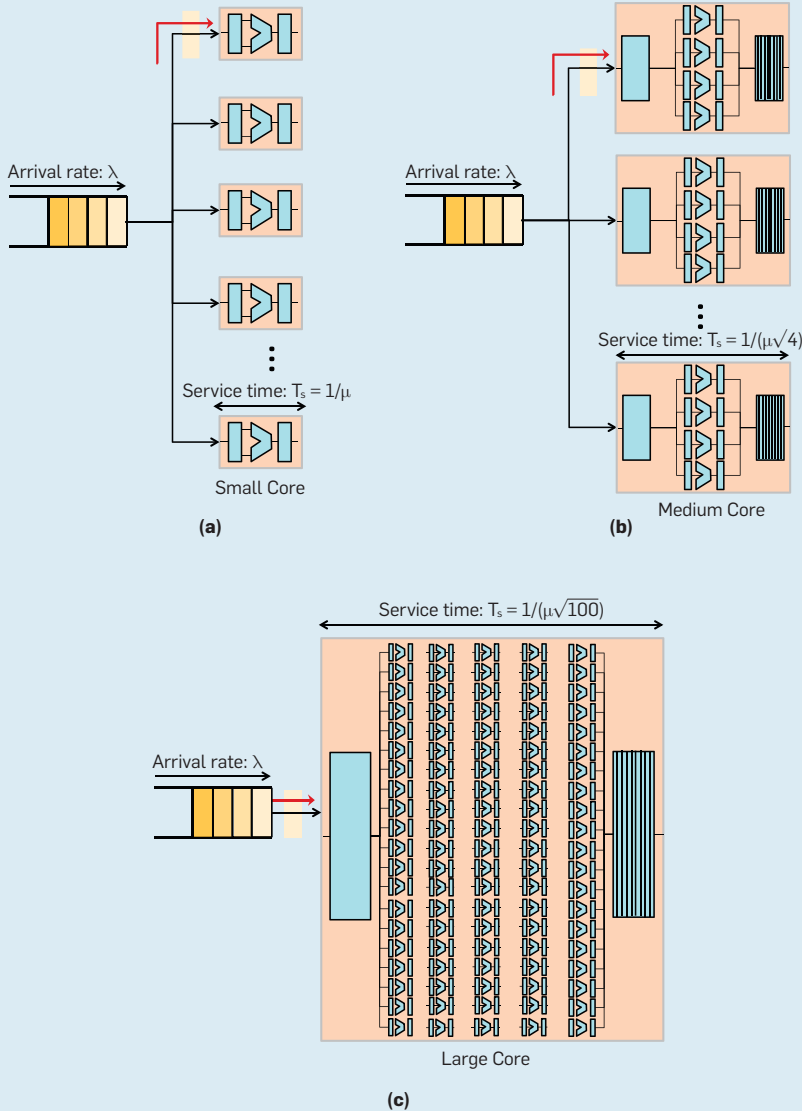 Arrival rate: λ
Service time: Tₛ = 1/μ
Small Core
(a)
Arrival rate: λ
Service time: Tₛ = 1/(μ√4)
Medium Core
(b)
Service time: Tₛ = 1/(μ√100)
Arrival rate: λ
Large Core
(c)